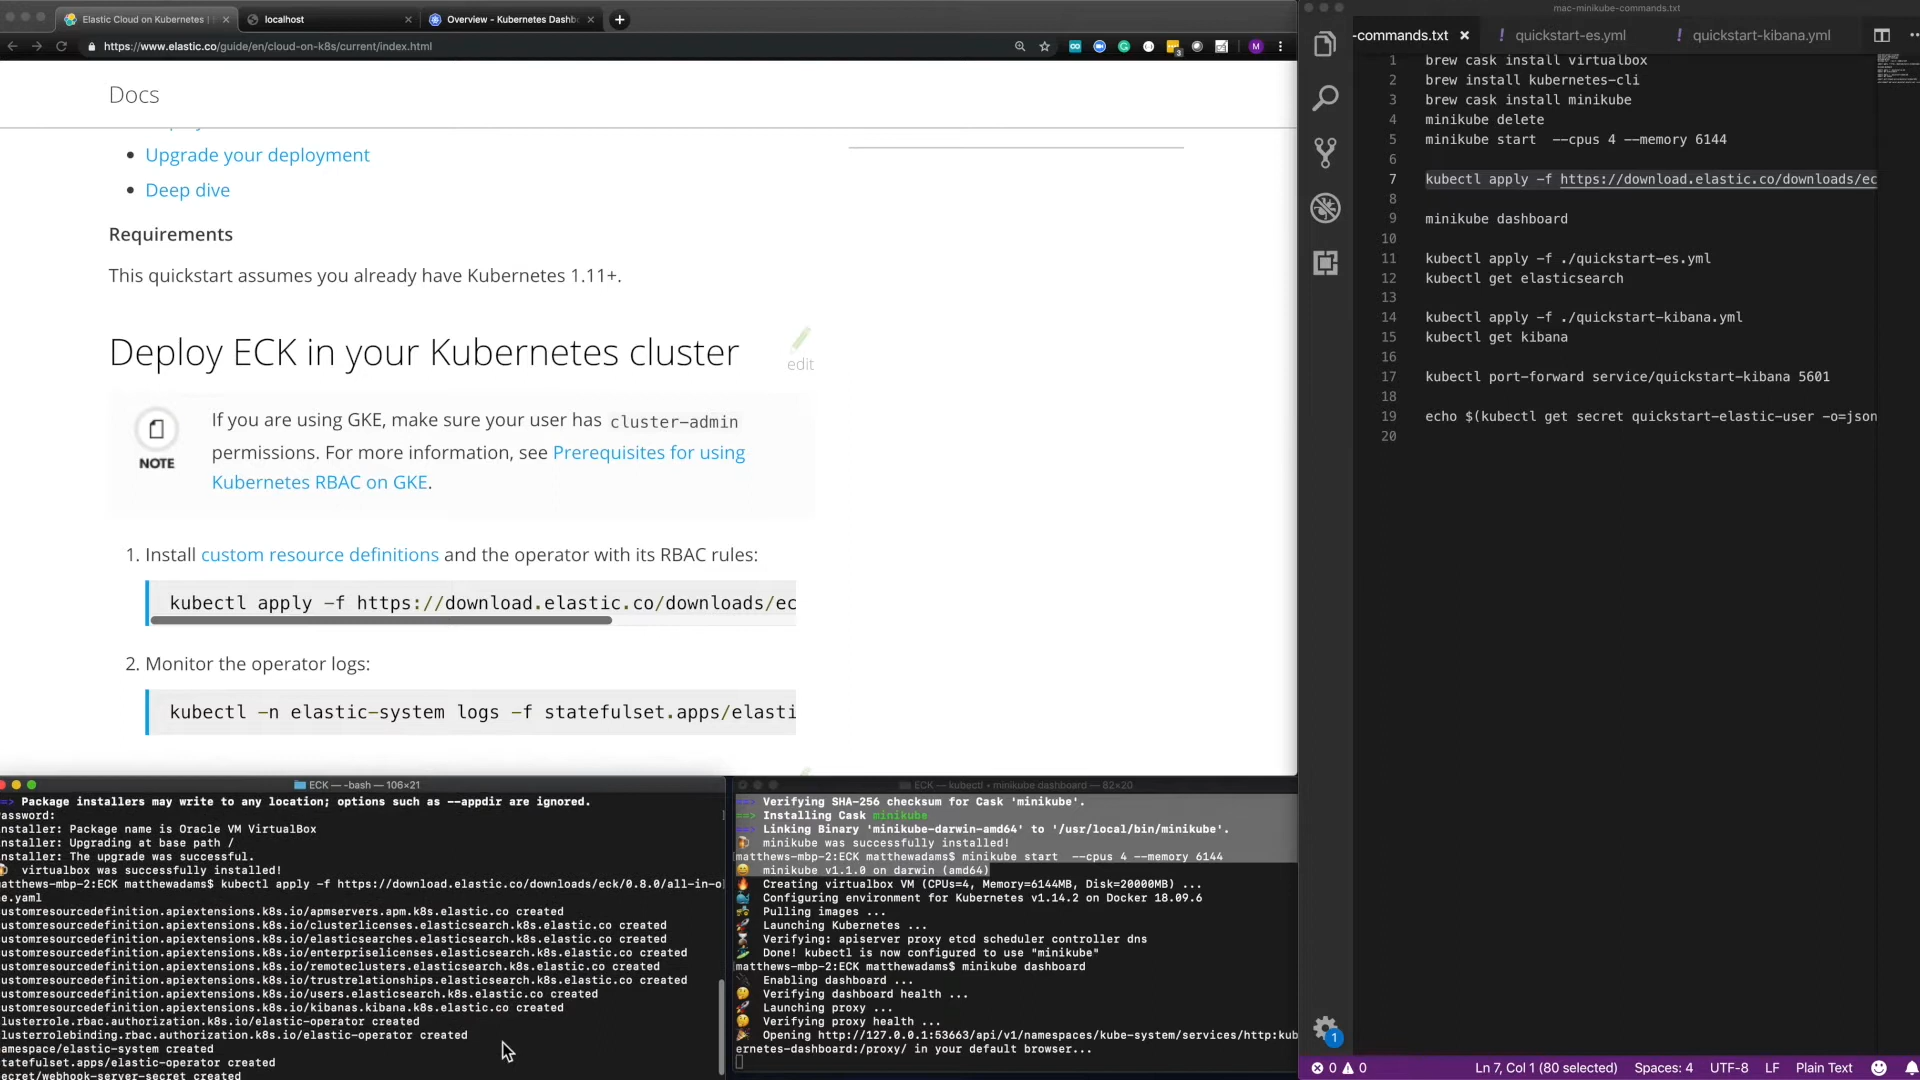 Elastic Cloud on Kubernetes |
localhost
Overview - Kubernetes Dashb
https://www.elastic.co/guide/en/cloud-on-k8s/current/index.html
Docs
Upgrade your deployment
Deep dive
Requirements
This quickstart assumes you already have Kubernetes 1.11+.
Deploy ECK in your Kubernetes cluster
edit
NOTE
If you are using GKE, make sure your user has cluster-admin
permissions. For more information, see Prerequisites for using
Kubernetes RBAC on GKE.
1. Install custom resource definitions and the operator with its RBAC rules:
kubectl apply -f https://download.elastic.co/downloads/ec
2. Monitor the operator logs:
kubectl -n elastic-system logs -f statefulset.apps/elasti
mac-minikube-commands.txt
-commands.txt
! quickstart-es.yml
! quickstart-kibana.yml
1 brew cask install virtualbox
2 brew install kubernetes-cli
3 brew cask install minikube
4 minikube delete
5 minikube start --cpus 4 --memory 6144
6
7 kubectl apply -f https://download.elastic.co/downloads/ec
8
9 minikube dashboard
10
11 kubectl apply -f ./quickstart-es.yml
12 kubectl get elasticsearch
13
14 kubectl apply -f ./quickstart-kibana.yml
15 kubectl get kibana
16
17 kubectl port-forward service/quickstart-kibana 5601
18
19 echo $(kubectl get secret quickstart-elastic-user -o=json
20
ECK — -bash — 106×21
=> Package installers may write to any location; options such as --appdir are ignored.
assword:
nstaller: Package name is Oracle VM VirtualBox
nstaller: Upgrading at base path /
nstaller: The upgrade was successful.
virtualbox was successfully installed!
matthews-mbp-2:ECK matthewadams$ kubectl apply -f https://download.elastic.co/downloads/eck/0.8.0/all-in-o
e.yaml
ustomresourcedefinition.apiextensions.k8s.io/apmservers.apm.k8s.elastic.co created
ustomresourcedefinition.apiextensions.k8s.io/clusterlicenses.elasticsearch.k8s.elastic.co created
ustomresourcedefinition.apiextensions.k8s.io/elasticsearches.elasticsearch.k8s.elastic.co created
ustomresourcedefinition.apiextensions.k8s.io/enterpriselicenses.elasticsearch.k8s.elastic.co created
ustomresourcedefinition.apiextensions.k8s.io/remoteclusters.elasticsearch.k8s.elastic.co created
ustomresourcedefinition.apiextensions.k8s.io/trustrelationships.elasticsearch.k8s.elastic.co created
ustomresourcedefinition.apiextensions.k8s.io/users.elasticsearch.k8s.elastic.co created
ustomresourcedefinition.apiextensions.k8s.io/kibanas.kibana.k8s.elastic.co created
lusterrole.rbac.authorization.k8s.io/elastic-operator created
lusterrolebinding.rbac.authorization.k8s.io/elastic-operator created
amespace/elastic-system created
tatefulset.apps/elastic-operator created
ecret/webhook-server-secret created
ECK — kubectl • minikube dashboard — 82×20
==> Verifying SHA-256 checksum for Cask 'minikube'.
==> Installing Cask minikube
==> Linking Binary 'minikube-darwin-amd64' to '/usr/local/bin/minikube'.
minikube was successfully installed!
matthews-mbp-2:ECK matthewadams$ minikube start --cpus 4 --memory 6144
minikube v1.1.0 on darwin (amd64)
Creating virtualbox VM (CPUs=4, Memory=6144MB, Disk=20000MB) ...
Configuring environment for Kubernetes v1.14.2 on Docker 18.09.6
Pulling images ...
Launching Kubernetes ...
Verifying: apiserver proxy etcd scheduler controller dns
Done! kubectl is now configured to use "minikube"
matthews-mbp-2:ECK matthewadams$ minikube dashboard
Enabling dashboard ...
Verifying dashboard health ...
Launching proxy ...
Verifying proxy health ...
Opening http://127.0.0.1:53663/api/v1/namespaces/kube-system/services/http:kub
ernetes-dashboard:/proxy/ in your default browser...
1
0 0
Ln 7, Col 1 (80 selected)
Spaces: 4
UTF-8
LF
Plain Text